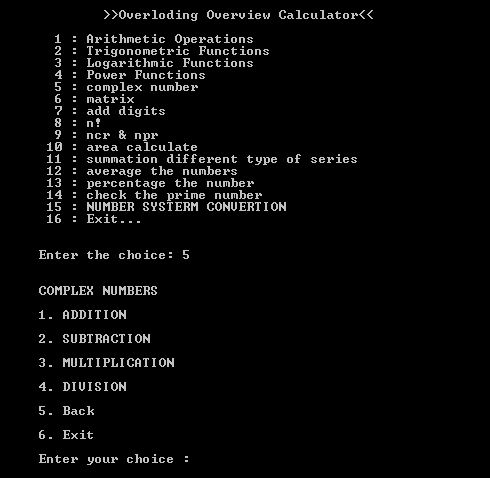 >>Overloding Overview Calculator<<
1 : Arithmetic Operations
2 : Trigonometric Functions
3 : Logarithmic Functions
4 : Power Functions
5 : complex number
6 : matrix
7 : add digits
8 : n!
9 : ncr & npr
10 : area calculate
11 : summation different type of series
12 : average the numbers
13 : percentage the number
14 : check the prime number
15 : NUMBER SYSTERM CONVERTION
16 : Exit...
Enter the choice: 5
COMPLEX NUMBERS
1. ADDITION
2. SUBTRACTION
3. MULTIPLICATION
4. DIVISION
5. Back
6. Exit
Enter your choice :